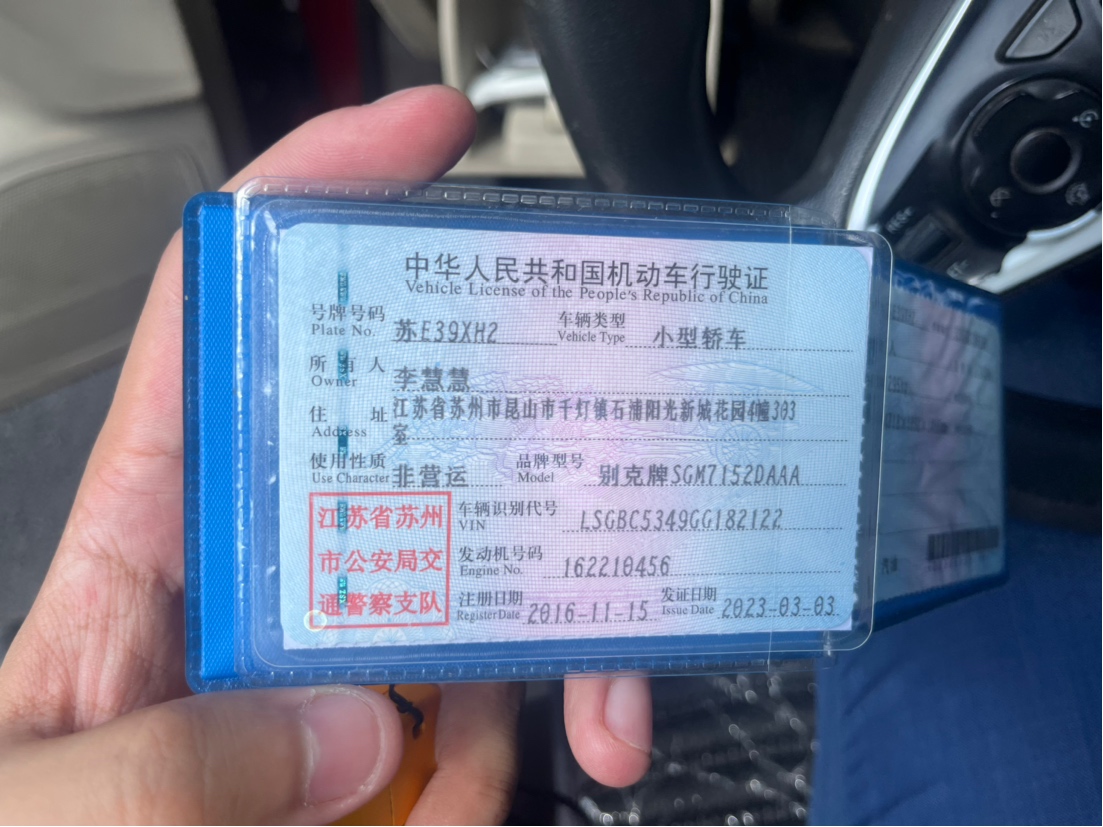 中华人民共和国机动车行驶证
Vehicle License of the People's Republic of China
号牌号码 苏E39XH2 车辆类型 小型轿车
Plate No. Vehicle Type
所有人 李慧慧
Owner
住址 江苏省苏州市昆山市千灯镇石浦阳光新城花园4幢303
Address 室
使用性质 非营运 品牌型号 别克牌SGM7152DAAA
Use Character Model
江苏省苏州 车辆识别代号 LSGBC5349GG182122
VIN
市公安局交 发动机号码 162210456
Engine No.
通警察支队 注册日期 2016-11-15 发证日期 2023-03-03
Register Date Issue Date